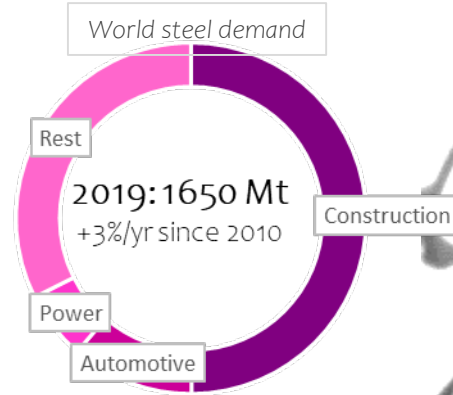 World steel demand
Rest
2019: 1650 Mt
+3%/yr since 2010
Construction
Power
Automotive